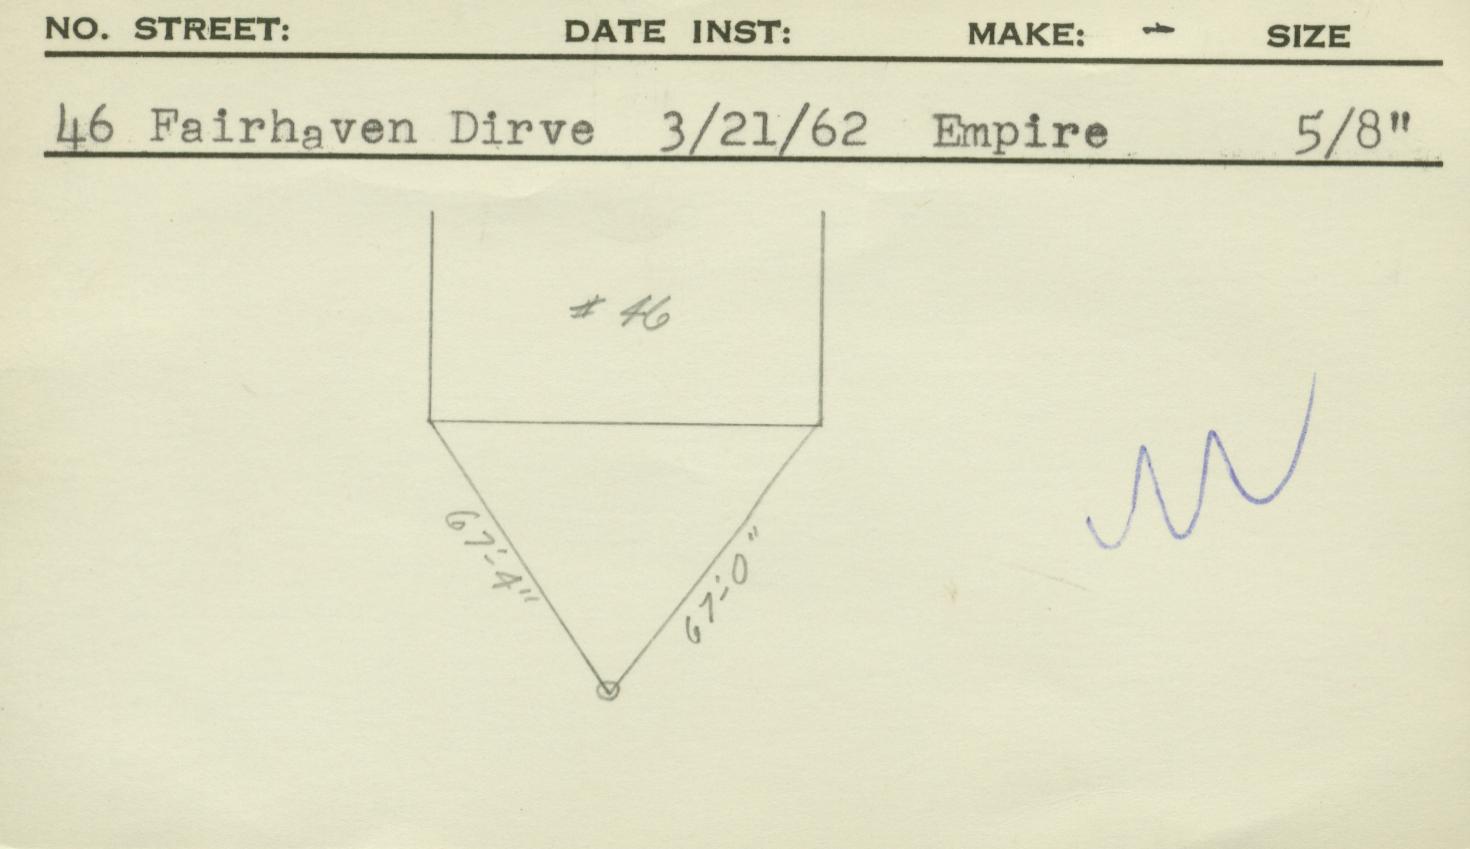 NO. STREET: DATE INST: MAKE: - SIZE
46 Fairhaven Dirve 3/21/62 Empire 5/8"
# 46
67'-4"
67'-0"